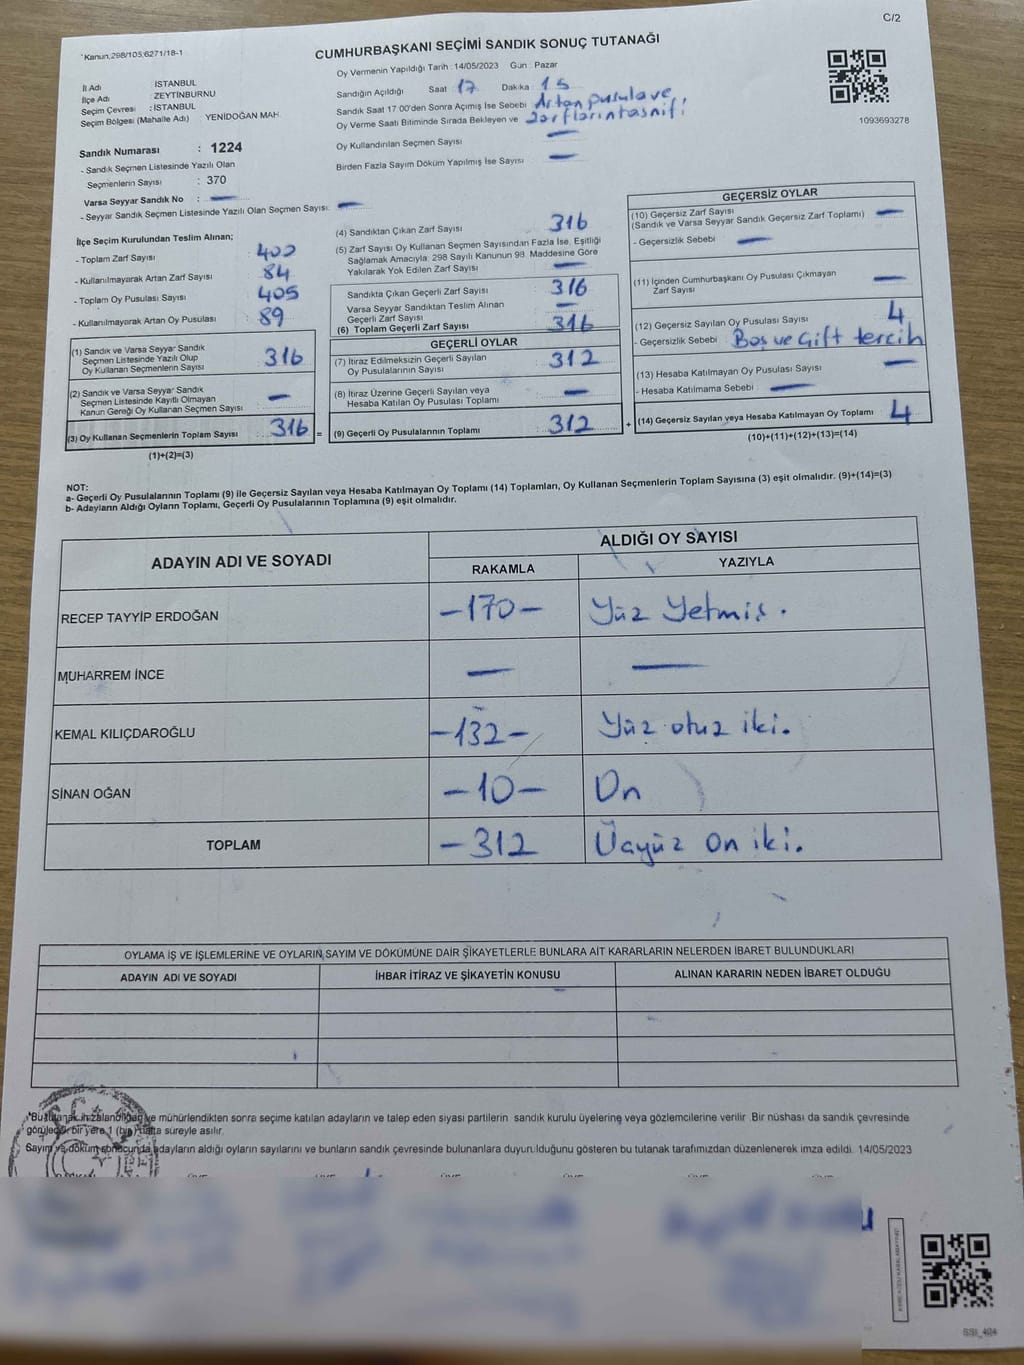 C/2
*Kanun:298/105;6271/18-1
CUMHURBAŞKANI SEÇİMİ SANDIK SONUÇ TUTANAĞI
İl Adı : İSTANBUL
İlçe Adı : ZEYTİNBURNU
Seçim Çevresi : İSTANBUL
Seçim Bölgesi (Mahalle Adı) : YENİDOĞAN MAH.
Oy Vermenin Yapıldığı Tarih : 14/05/2023 Gün : Pazar
Sandığın Açıldığı Saat 17 Dakika 15
Sandık Saat 17:00'den Sonra Açımış İse Sebebi Artan pusula ve
Oy Verme Saati Bitiminde Sırada Bekleyen ve zarfların tasnifi
Oy Kullandırılan Seçmen Sayısı —
Birden Fazla Sayım Döküm Yapılmış İse Sayısı —
1093693278
Sandık Numarası : 1224
- Sandık Seçmen Listesinde Yazılı Olan
Seçmenlerin Sayısı : 370
Varsa Seyyar Sandık No : —
- Seyyar Sandık Seçmen Listesinde Yazılı Olan Seçmen Sayısı: —
İlçe Seçim Kurulundan Teslim Alınan;
- Toplam Zarf Sayısı 400
- Kullanılmayarak Artan Zarf Sayısı 84
- Toplam Oy Pusulası Sayısı 405
- Kullanılmayarak Artan Oy Pusulası 89
(1) Sandık ve Varsa Seyyar Sandık
Seçmen Listesinde Yazılı Olup
Oy Kullanan Seçmenlerin Sayısı 316
(2) Sandık ve Varsa Seyyar Sandık
Seçmen Listesinde Kayıtlı Olmayan
Kanun Gereği Oy Kullanan Seçmen Sayısı —
(3) Oy Kullanan Seçmenlerin Toplam Sayısı : 316 =
(1)+(2)=(3)
(4) Sandıktan Çıkan Zarf Sayısı 316
(5) Zarf Sayısı Oy Kullanan Seçmen Sayısından Fazla İse, Eşitliği
Sağlamak Amacıyla; 298 Sayılı Kanunun 98. Maddesine Göre
Yakılarak Yok Edilen Zarf Sayısı —
Sandıkta Çıkan Geçerli Zarf Sayısı 316
Varsa Seyyar Sandıktan Teslim Alınan
Geçerli Zarf Sayısı —
(6) Toplam Geçerli Zarf Sayısı 316
GEÇERLİ OYLAR
(7) İtiraz Edilmeksizin Geçerli Sayılan
Oy Pusulasının Sayısı 312
(8) İtiraz Üzerine Geçerli Sayılan veya
Hesaba Katılan Oy Pusulası Toplamı —
(9) Geçerli Oy Pusulalarının Toplamı : 312 +
GEÇERSİZ OYLAR
(10) Geçersiz Zarf Sayısı
(Sandık ve Varsa Seyyar Sandık Geçersiz Zarf Toplamı) —
- Geçersizlik Sebebi —
(11) İçinden Cumhurbaşkanı Oy Pusulası Çıkmayan
Zarf Sayısı —
(12) Geçersiz Sayılan Oy Pusulası Sayısı 4
- Geçersizlik Sebebi : Boş ve Çift tercih
(13) Hesaba Katılmayan Oy Pusulası Sayısı —
- Hesaba Katılmama Sebebi : —
(14) Geçersiz Sayılan veya Hesaba Katılmayan Oy Toplamı 4
(10)+(11)+(12)+(13)=(14)
NOT:
a- Geçerli Oy Pusulalarının Toplamı (9) ile Geçersiz Sayılan veya Hesaba Katılmayan Oy Toplamı (14) Toplamları, Oy Kullanan Seçmenlerin Toplam Sayısına (3) eşit olmalıdır. (9)+(14)=(3)
b- Adayların Aldığı Oyların Toplamı, Geçerli Oy Pusulalarının Toplamına (9) eşit olmalıdır.
ADAYIN ADI VE SOYADI
ALDIĞI OY SAYISI
RAKAMLA YAZIYLA
RECEP TAYYİP ERDOĞAN -170- Yüz Yetmiş.
MUHARREM İNCE — —
KEMAL KILIÇDAROĞLU -132- Yüz otuz iki.
SİNAN OĞAN -10- On
TOPLAM -312 Üçyüz on iki.
OYLAMA İŞ VE İŞLEMLERİNE VE OYLARIN SAYIM VE DÖKÜMÜNE DAİR ŞİKAYETLERLE BUNLARA AİT KARARLARIN NELERDEN İBARET BULUNDUKLARI
ADAYIN ADI VE SOYADI İHBAR İTİRAZ VE ŞİKAYETİN KONUSU ALINAN KARARIN NEDEN İBARET OLDUĞU
*Bu tutanak imzalandığında ve mühürlendikten sonra seçime katılan adayların ve talep eden siyasi partilerin sandık kurulu üyelerine veya gözlemcilerine verilir. Bir nüshası da sandık çevresinde
görülecek bir yere 1 (bir) hafta süreyle asılır.
Sayım ve döküm sonucunda adayların aldığı oyların sayılarını ve bunların sandık çevresinde bulunanlara duyurulduğunu gösteren bu tutanak tarafımızdan düzenlenerek imza edildi. 14/05/2023
SSI_404